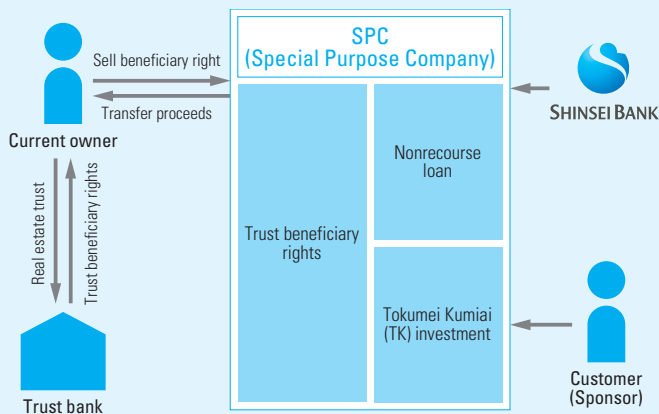 SPC
(Special Purpose Company)
Sell beneficiary right
Transfer proceeds
Current owner
Real estate trust
Trust beneficiary rights
Trust bank
Trust beneficiary
rights
Nonrecourse
loan
Tokumei Kumiai
(TK) investment
SHINSEI BANK
Customer
(Sponsor)